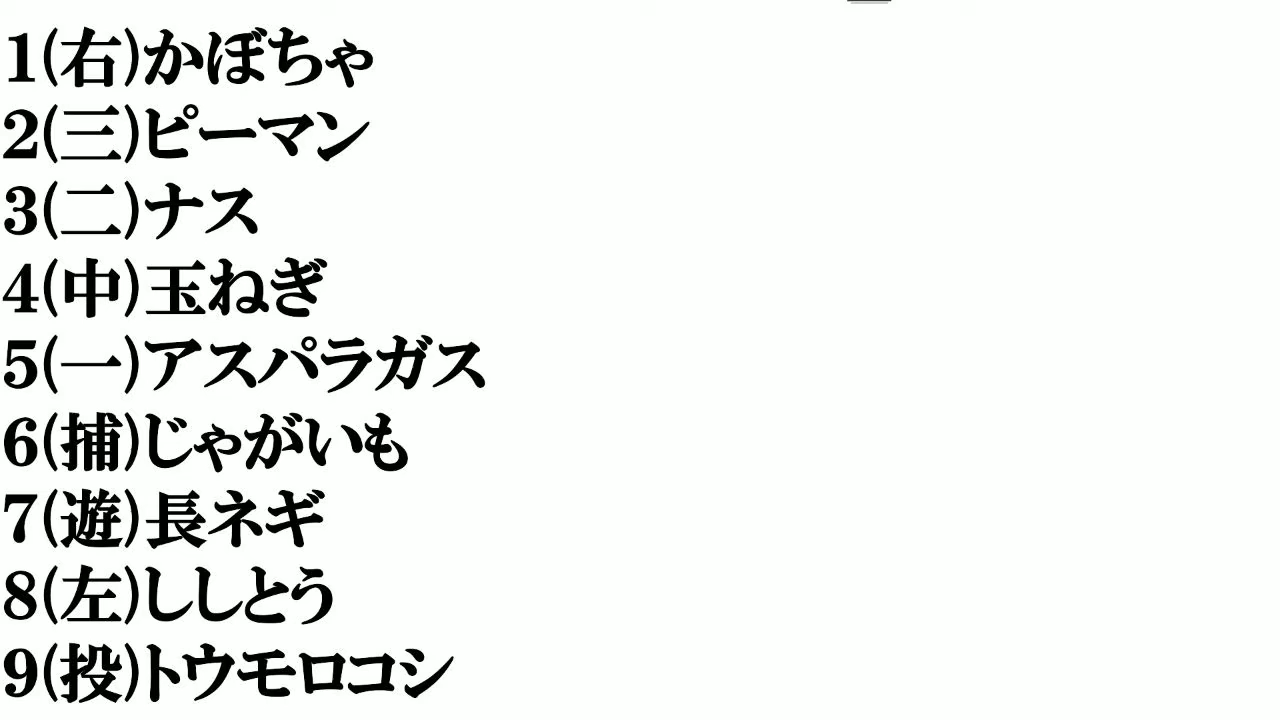 1(右)かぼちゃ
2(三)ピーマン
3(二)ナス
4(中)玉ねぎ
5(一)アスパラガス
6(捕)じゃがいも
7(遊)長ネギ
8(左)ししとう
9(投)トウモロコシ